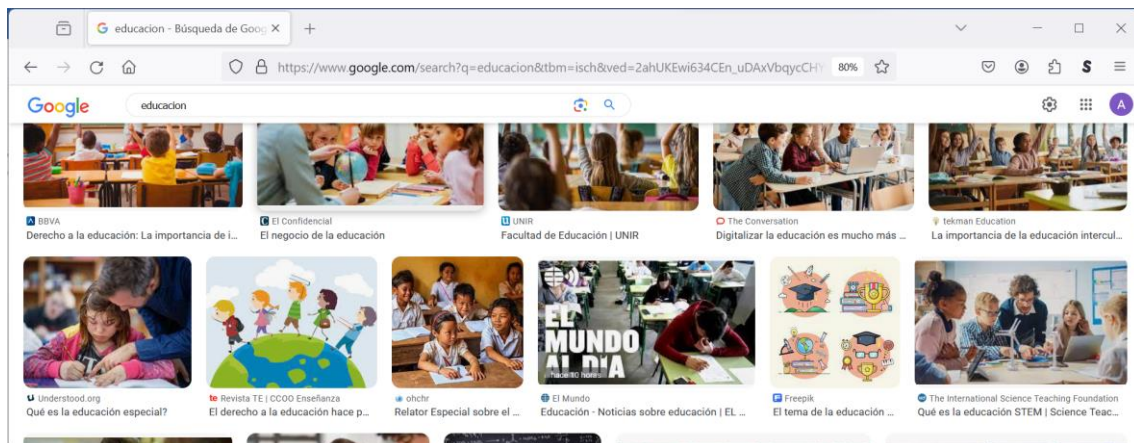 educacion - Búsqueda de Goog
https://www.google.com/search?q=educacion&tbm=isch&ved=2ahUKEwi634CEn_uDAxVbqycCHY
80%
S
Google
educacion
A
BBVA
Derecho a la educación: La importancia de i...
El Confidencial
El negocio de la educación
UNIR
Facultad de Educación | UNIR
The Conversation
Digitalizar la educación es mucho más ...
tekman Education
La importancia de la educación intercul...
EL
MUNDO
AL DÍA
hace 10 hores
Understood.org
Qué es la educación especial?
te Revista TE | CCOO Enseñanza
El derecho a la educación hace p...
ohchr
Relator Especial sobre el ...
El Mundo
Educación - Noticias sobre educación | EL ...
Freepik
El tema de la educación ...
The International Science Teaching Foundation
Qué es la educación STEM | Science Teac...